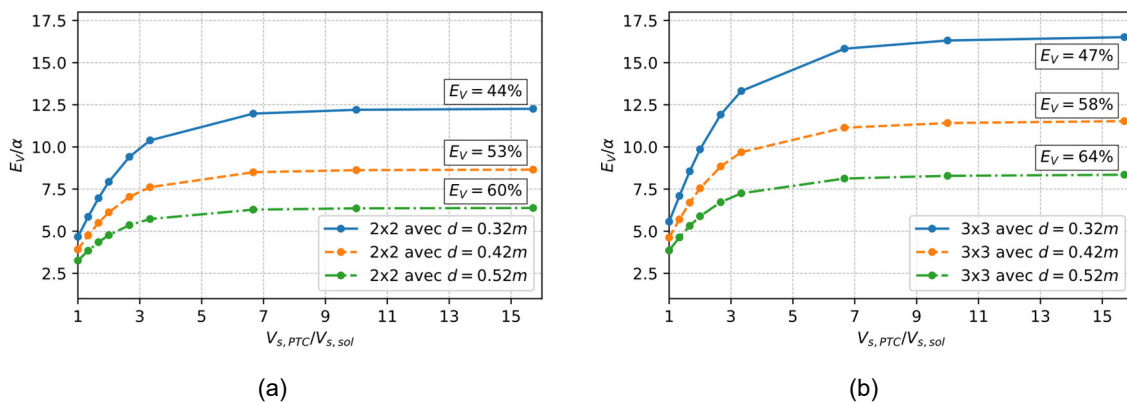 17.5
15.0
12.5
10.0
7.5
5.0
2.5
E_V/α
E_V = 44%
E_V = 53%
E_V = 60%
2x2 avec d = 0.32m
2x2 avec d = 0.42m
2x2 avec d = 0.52m
1 3 5 7 9 11 13 15
V_{s,PTC}/V_{s,sol}
(a)
17.5
15.0
12.5
10.0
7.5
5.0
2.5
E_V/α
E_V = 47%
E_V = 58%
E_V = 64%
3x3 avec d = 0.32m
3x3 avec d = 0.42m
3x3 avec d = 0.52m
1 3 5 7 9 11 13 15
V_{s,PTC}/V_{s,sol}
(b)